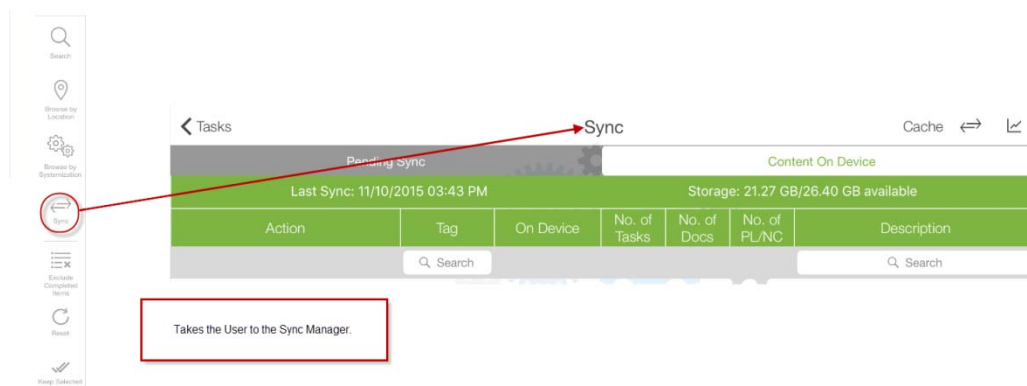 Search
Browse by
Location
Browse by
Systemization
Sync
Exclude
Completed
Items
Reset
Keep Selected
Tasks
Sync
Cache
Pending Sync
Content On Device
Last Sync: 11/10/2015 03:43 PM
Storage: 21.27 GB/26.40 GB available
Action
Tag
On Device
No. of
Tasks
No. of
Docs
No. of
PL/NC
Description
Search
Search
Takes the User to the Sync Manager.